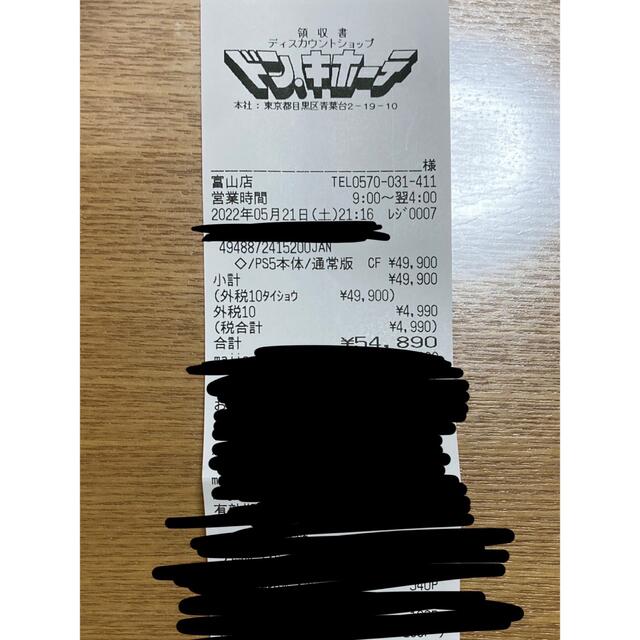 領収書
ディスカウントショップ
ドン.キホーテ
本社:東京都目黒区青葉台2-19-10
様
富山店 TEL0570-031-411
営業時間 9:00~翌4:00
2022年05月21日(土)21:16 レジ0007
4948872415200JAN
◇/PS5本体/通常版 CF ¥49,900
小計 ¥49,900
(外税10タイショウ ¥49,900)
外税10 ¥4,990
(税合計 ¥4,990)
合計 ¥54,890
540P